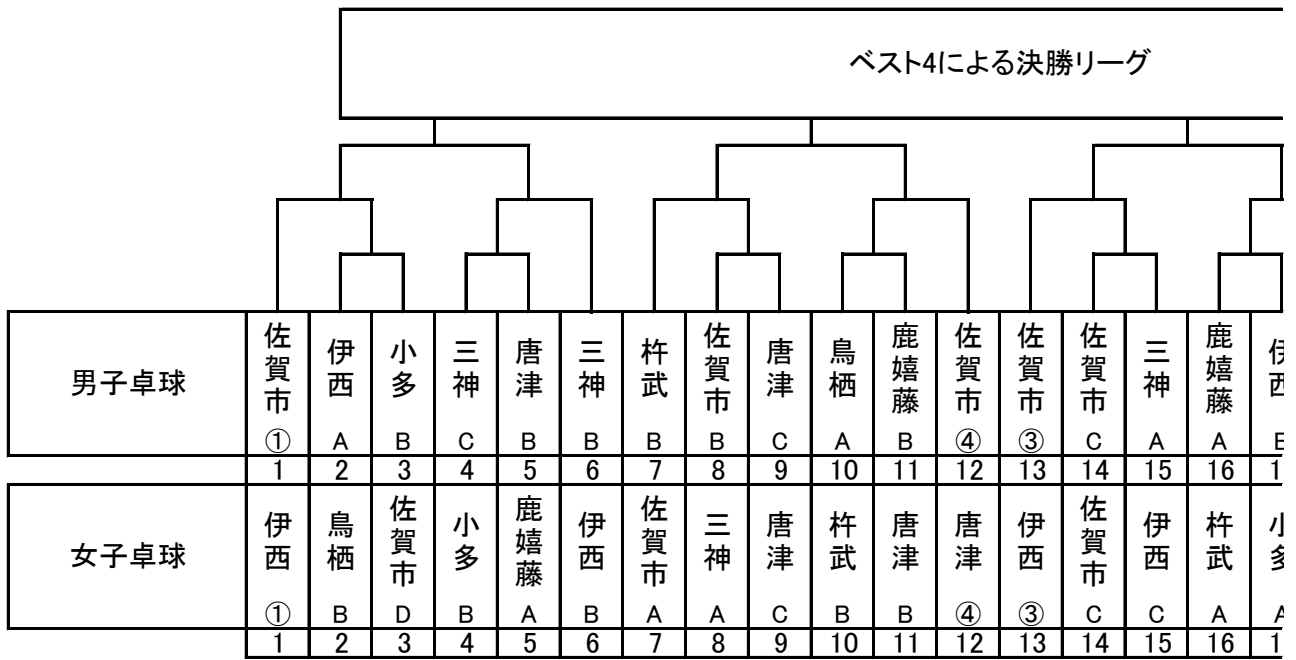 ベスト4による決勝リーグ
男子卓球
佐賀市 伊西 小多 三神 唐津 三神 杵武 佐賀市 唐津 鳥栖 鹿嬉藤 佐賀市 佐賀市 佐賀市 三神 鹿嬉藤
① A B C B B B B C A B ④ ③ C A A
1 2 3 4 5 6 7 8 9 10 11 12 13 14 15 16
女子卓球
伊西 鳥栖 佐賀市 小多 鹿嬉藤 伊西 佐賀市 三神 唐津 杵武 唐津 唐津 伊西 佐賀市 伊西 杵武
① B D B A B A A C B B ④ ③ C C A
1 2 3 4 5 6 7 8 9 10 11 12 13 14 15 16